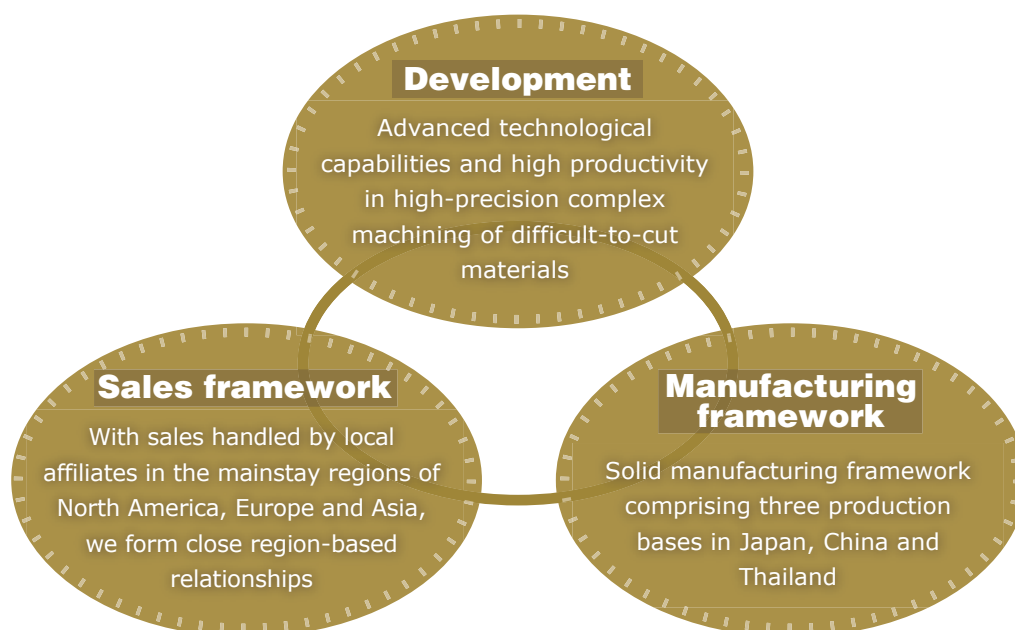 Development
Advanced technological
capabilities and high productivity
in high-precision complex
machining of difficult-to-cut
materials
Sales framework
With sales handled by local
affiliates in the mainstay regions of
North America, Europe and Asia,
we form close region-based
relationships
Manufacturing
framework
Solid manufacturing framework
comprising three production
bases in Japan, China and
Thailand